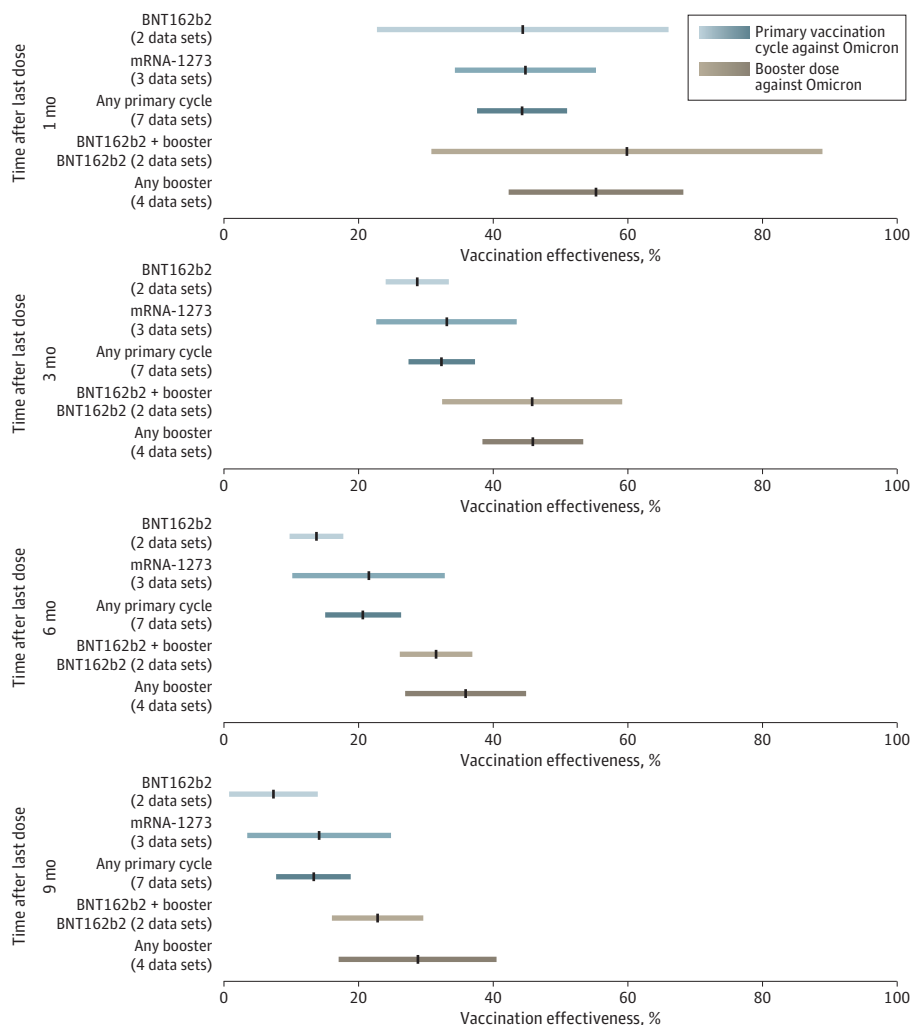 BNT162b2
(2 data sets)
mRNA-1273
(3 data sets)
Any primary cycle
(7 data sets)
BNT162b2 + booster
BNT162b2 (2 data sets)
Any booster
(4 data sets)
Time after last dose
1 mo
Primary vaccination
cycle against Omicron
Booster dose
against Omicron
0 20 40 60 80 100
Vaccination effectiveness, %
BNT162b2
(2 data sets)
mRNA-1273
(3 data sets)
Any primary cycle
(7 data sets)
BNT162b2 + booster
BNT162b2 (2 data sets)
Any booster
(4 data sets)
Time after last dose
3 mo
0 20 40 60 80 100
Vaccination effectiveness, %
BNT162b2
(2 data sets)
mRNA-1273
(3 data sets)
Any primary cycle
(7 data sets)
BNT162b2 + booster
BNT162b2 (2 data sets)
Any booster
(4 data sets)
Time after last dose
6 mo
0 20 40 60 80 100
Vaccination effectiveness, %
BNT162b2
(2 data sets)
mRNA-1273
(3 data sets)
Any primary cycle
(7 data sets)
BNT162b2 + booster
BNT162b2 (2 data sets)
Any booster
(4 data sets)
Time after last dose
9 mo
0 20 40 60 80 100
Vaccination effectiveness, %